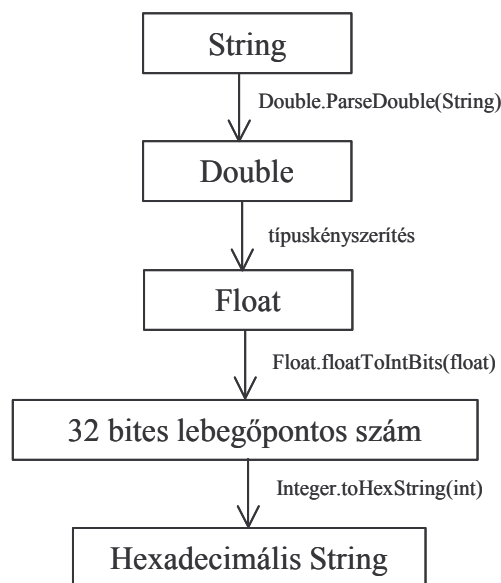 String
Double.ParseDouble(String)
Double
típuskényszerítés
Float
Float.floatToIntBits(float)
32 bites lebegőpontos szám
Integer.toHexString(int)
Hexadecimális String